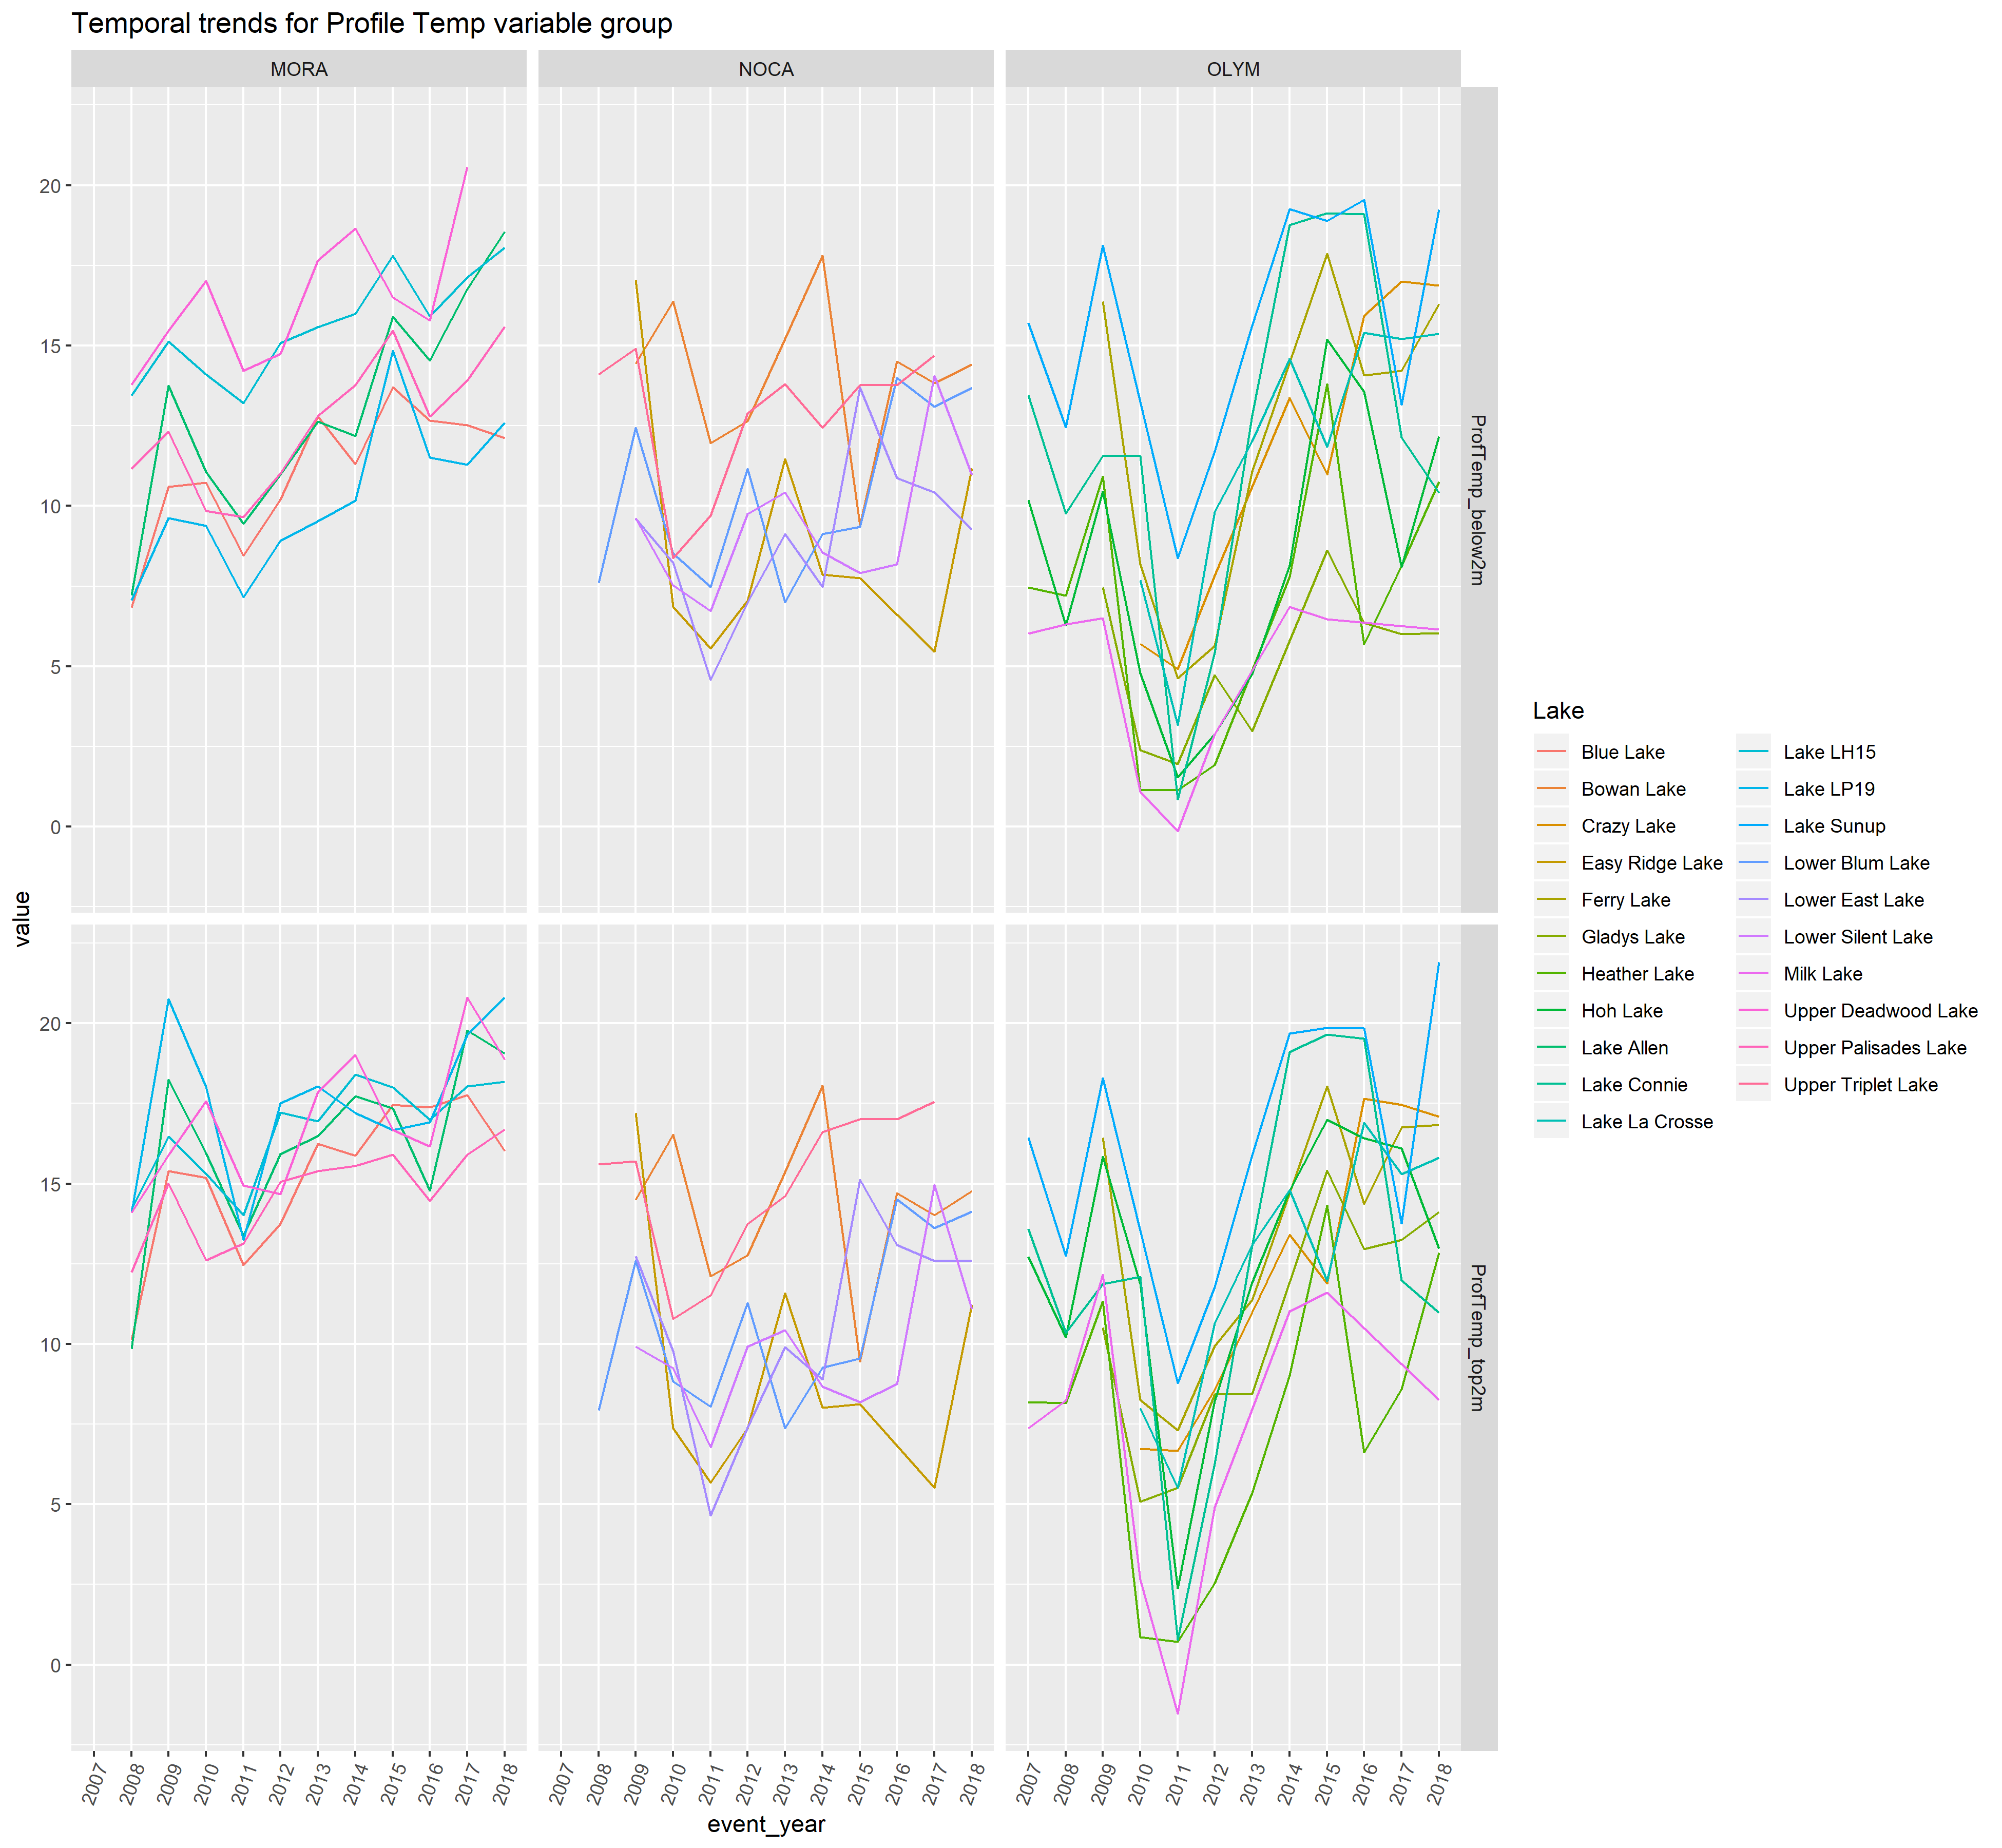 Temporal trends for Profile Temp variable group
MORA
NOCA
OLYM
20
15
10
5
0
ProfTemp_below2m
20
15
10
5
0
ProfTemp_top2m
value
2007
2008
2009
2010
2011
2012
2013
2014
2015
2016
2017
2018
2007
2008
2009
2010
2011
2012
2013
2014
2015
2016
2017
2018
2007
2008
2009
2010
2011
2012
2013
2014
2015
2016
2017
2018
event_year
Lake
Blue Lake
Bowan Lake
Crazy Lake
Easy Ridge Lake
Ferry Lake
Gladys Lake
Heather Lake
Hoh Lake
Lake Allen
Lake Connie
Lake La Crosse
Lake LH15
Lake LP19
Lake Sunup
Lower Blum Lake
Lower East Lake
Lower Silent Lake
Milk Lake
Upper Deadwood Lake
Upper Palisades Lake
Upper Triplet Lake